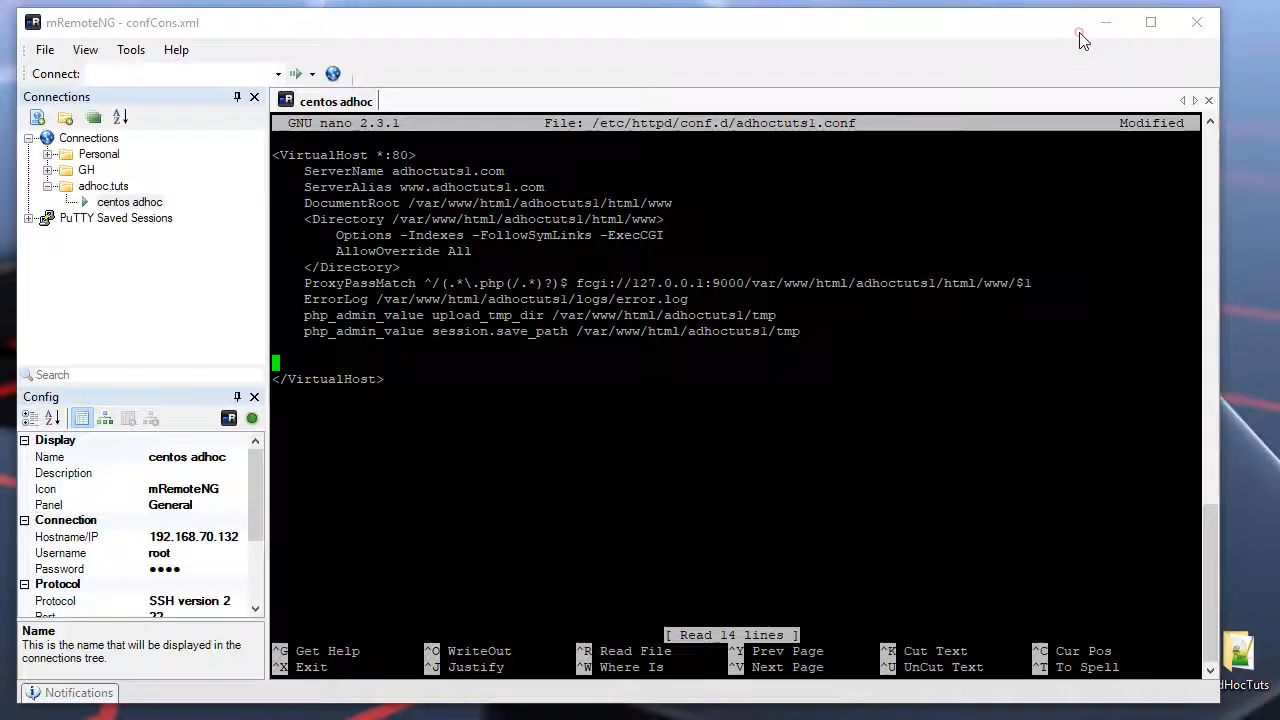 mRemoteNG - confCons.xml
File View Tools Help
Connect:
Connections
centos adhoc
Connections
Personal
GH
adhoc.tuts
centos adhoc
PuTTY Saved Sessions
Search
Config
Display
Name centos adhoc
Description
Icon mRemoteNG
Panel General
Connection
Hostname/IP 192.168.70.132
Username root
Password ●●●●
Protocol
Protocol SSH version 2
Port 22
Name
This is the name that will be displayed in the
connections tree.
Notifications
GNU nano 2.3.1 File: /etc/httpd/conf.d/adhoctuts1.conf Modified
<VirtualHost *:80>
ServerName adhoctuts1.com
ServerAlias www.adhoctuts1.com
DocumentRoot /var/www/html/adhoctuts1/html/www
<Directory /var/www/html/adhoctuts1/html/www>
Options -Indexes -FollowSymLinks -ExecCGI
AllowOverride All
</Directory>
ProxyPassMatch ^/(.*\.php(/.*)?)$ fcgi://127.0.0.1:9000/var/www/html/adhoctuts1/html/www/$1
ErrorLog /var/www/html/adhoctuts1/logs/error.log
php_admin_value upload_tmp_dir /var/www/html/adhoctuts1/tmp
php_admin_value session.save_path /var/www/html/adhoctuts1/tmp
</VirtualHost>
[ Read 14 lines ]
^G Get Help ^O WriteOut ^R Read File ^Y Prev Page ^K Cut Text ^C Cur Pos
^X Exit ^J Justify ^W Where Is ^V Next Page ^U UnCut Text ^T To Spell
dHocTuts